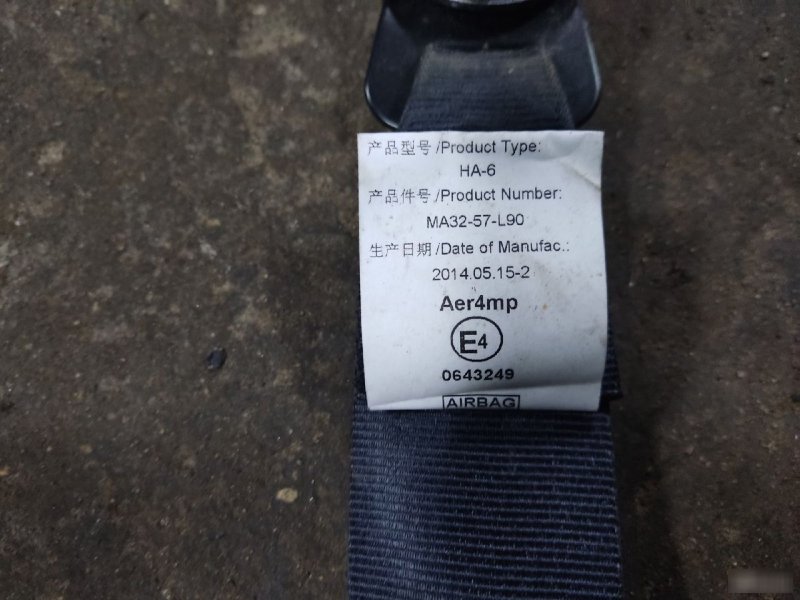 产品型号/Product Type:
HA-6
产品件号/Product Number:
MA32-57-L90
生产日期/Date of Manufac.:
2014.05.15-2
Aer4mp
E4
0643249
AIRBAG